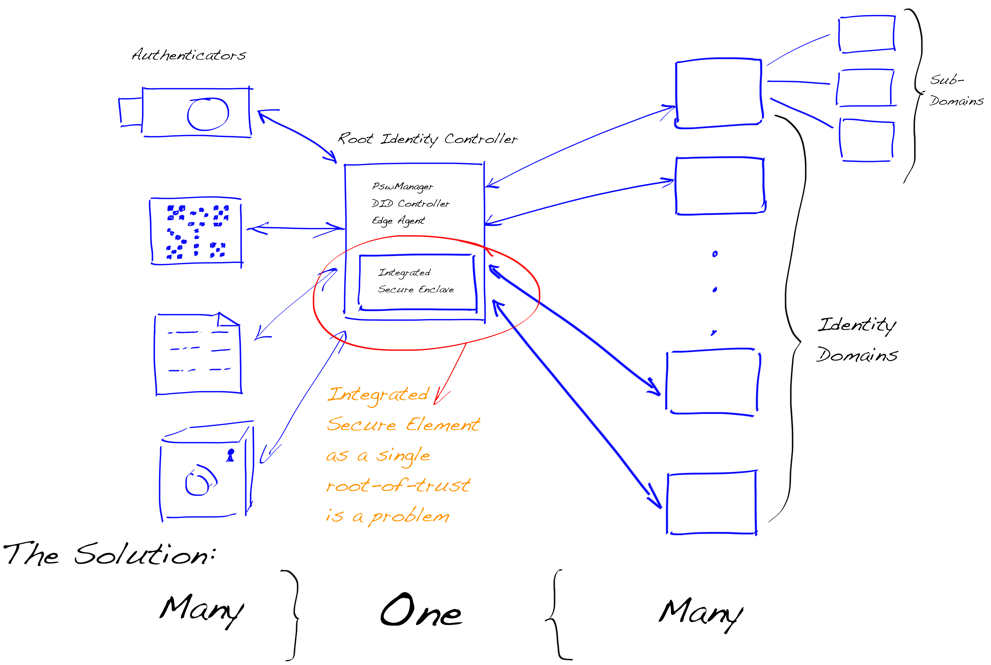 Authenticators
Root Identity Controller
PswManager
DID Controller
Edge Agent
Integrated
Secure Enclave
Sub-
Domains
Identity
Domains
Integrated
Secure Element
as a single
root-of-trust
is a problem
The Solution:
Many
One
Many